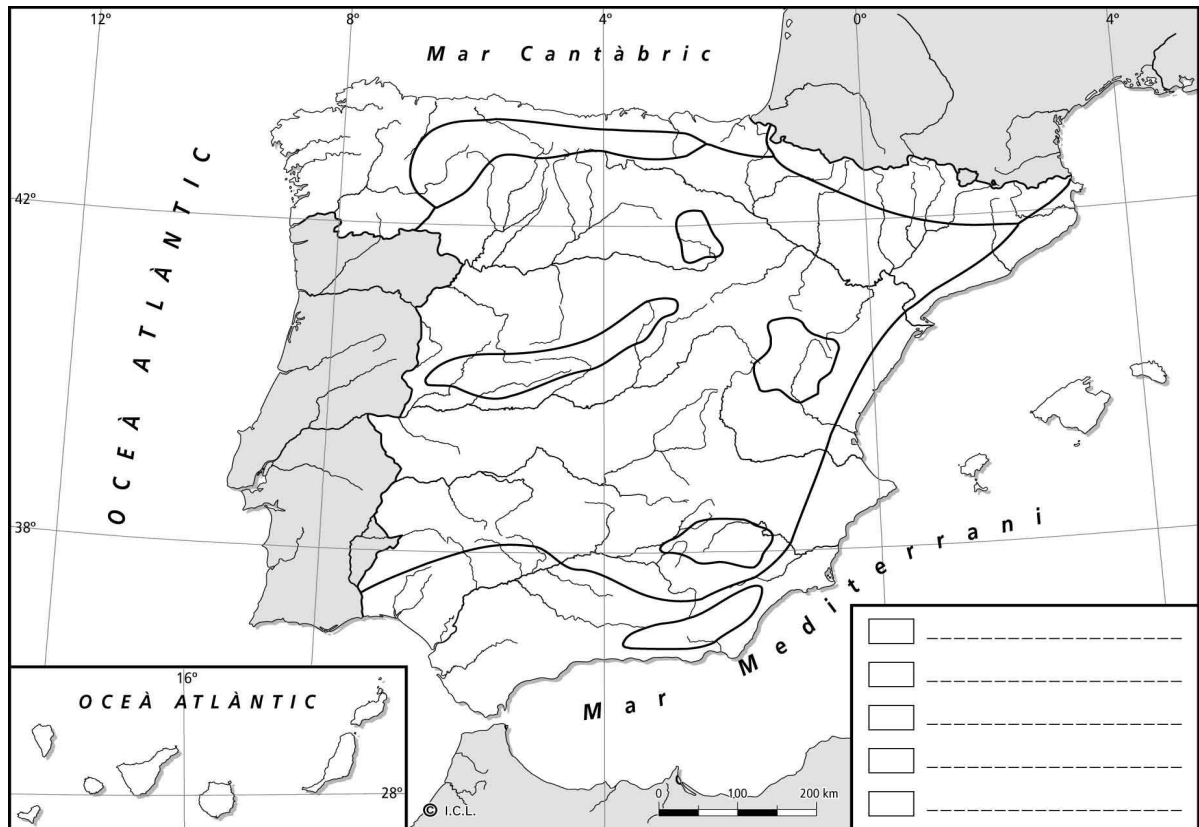 12º
8º
4º
0º
4º
Mar Cantàbric
OCEÀ ATLÀNTIC
42º
38º
Mar Mediterrani
16º
OCEÀ ATLÀNTIC
28º
© I.C.L.
0 100 200 km